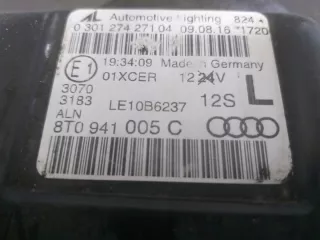 AL Automotive Lighting 824
0 301 274 271 04 09.08.16 1720
E1 19:34:09 Made in Germany
01XCER 12 24V
3070
3183 LE10B6237 12S L
ALN
8T0 941 005 C